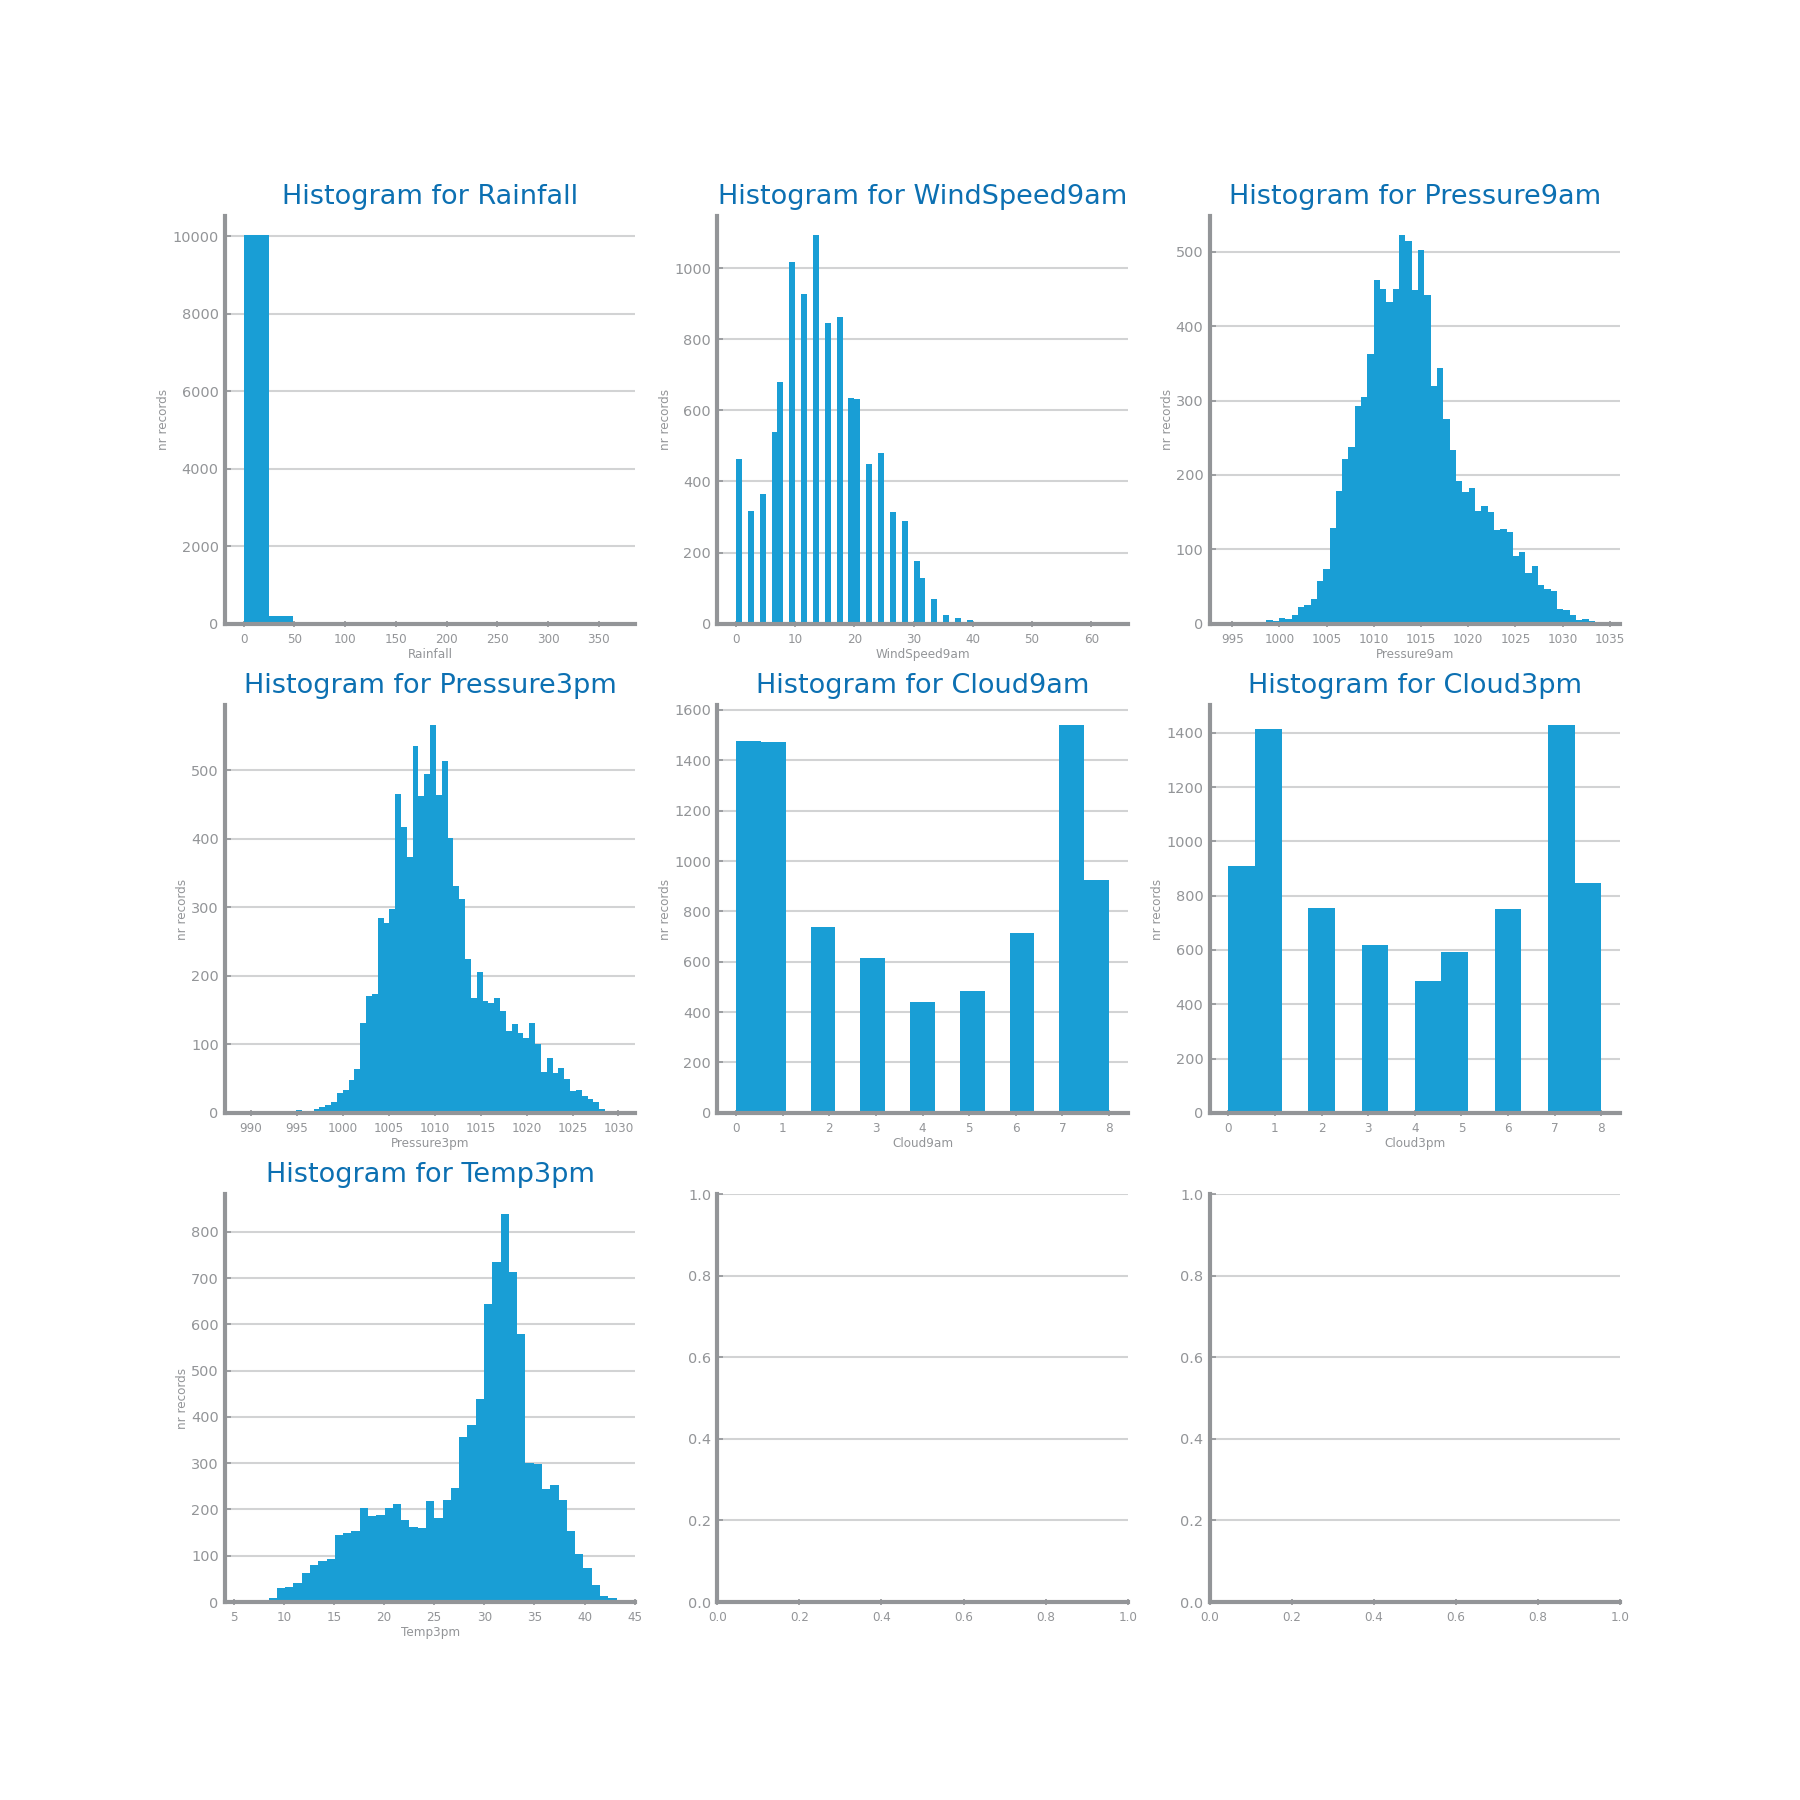 Histogram for Rainfall
10000
8000
6000
4000
2000
0
nr records
0 50 100 150 200 250 300 350
Rainfall
Histogram for WindSpeed9am
1000
800
600
400
200
0
nr records
0 10 20 30 40 50 60
WindSpeed9am
Histogram for Pressure9am
500
400
300
200
100
0
nr records
995 1000 1005 1010 1015 1020 1025 1030 1035
Pressure9am
Histogram for Pressure3pm
500
400
300
200
100
0
nr records
990 995 1000 1005 1010 1015 1020 1025 1030
Pressure3pm
Histogram for Cloud9am
1600
1400
1200
1000
800
600
400
200
0
nr records
0 1 2 3 4 5 6 7 8
Cloud9am
Histogram for Cloud3pm
1400
1200
1000
800
600
400
200
0
nr records
0 1 2 3 4 5 6 7 8
Cloud3pm
Histogram for Temp3pm
800
700
600
500
400
300
200
100
0
nr records
5 10 15 20 25 30 35 40 45
Temp3pm
1.0
0.8
0.6
0.4
0.2
0.0
0.0 0.2 0.4 0.6 0.8 1.0
1.0
0.8
0.6
0.4
0.2
0.0
0.0 0.2 0.4 0.6 0.8 1.0